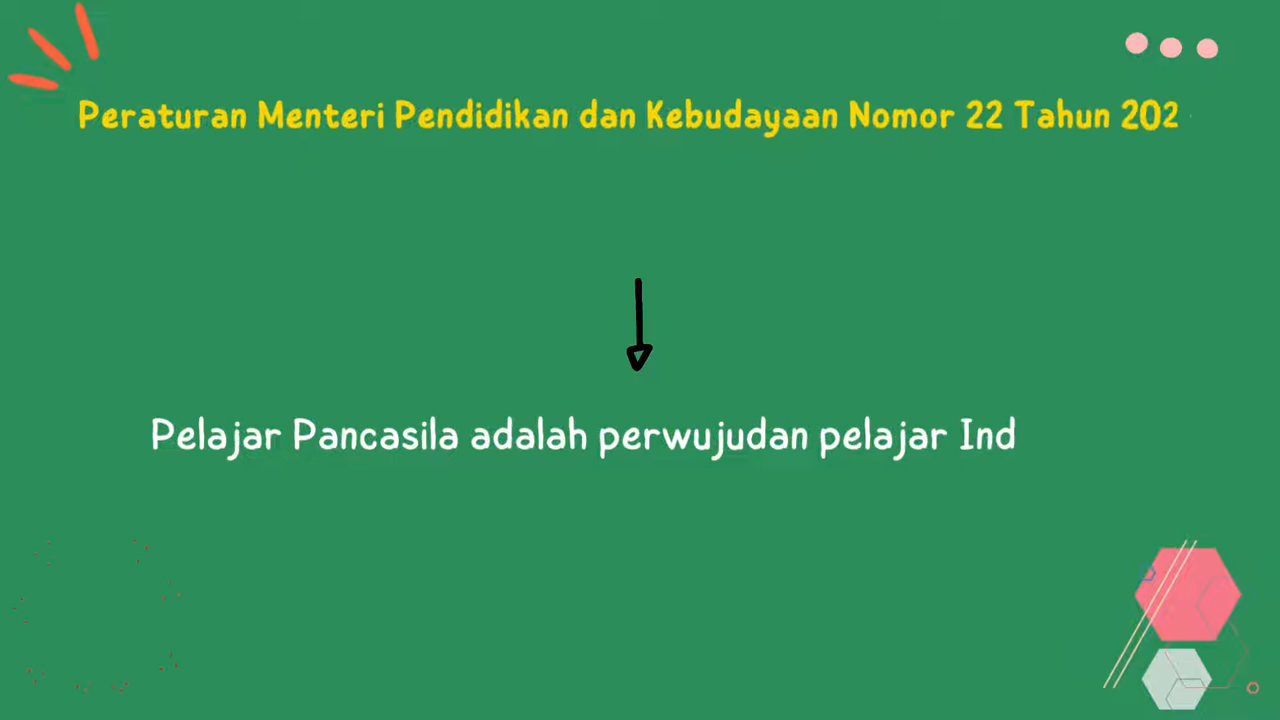 Peraturan Menteri Pendidikan dan Kebudayaan Nomor 22 Tahun 202
Pelajar Pancasila adalah perwujudan pelajar Ind